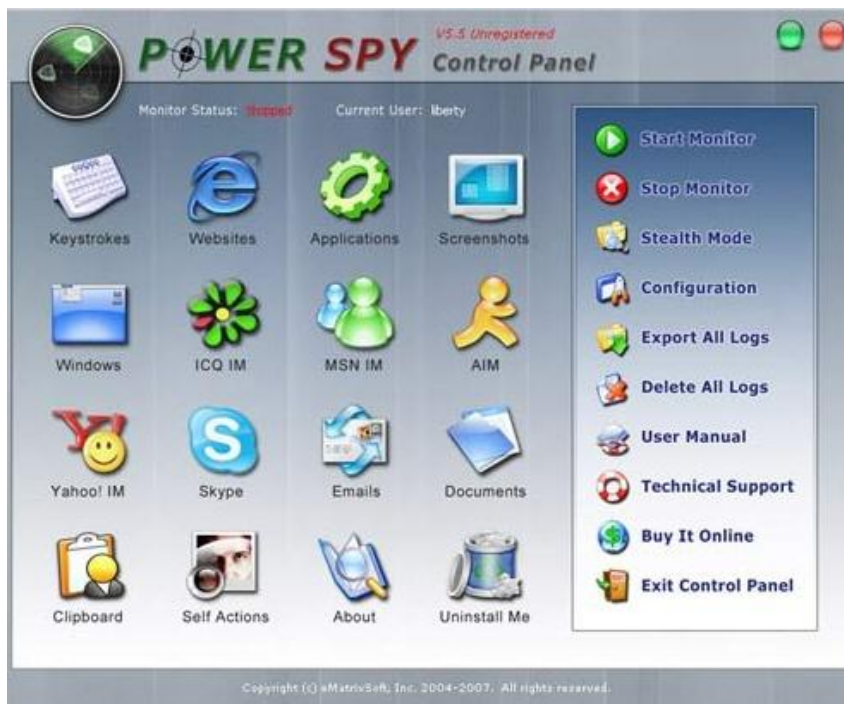 POWER SPY
V5.5 Unregistered
Control Panel
Monitor Status: Stopped Current User: liberty
Keystrokes Websites Applications Screenshots
Windows ICQ IM MSN IM AIM
Yahoo! IM Skype Emails Documents
Clipboard Self Actions About Uninstall Me
Start Monitor
Stop Monitor
Stealth Mode
Configuration
Export All Logs
Delete All Logs
User Manual
Technical Support
Buy It Online
Exit Control Panel
Copyright (c) eMatrixSoft, Inc. 2004-2007. All rights reserved.